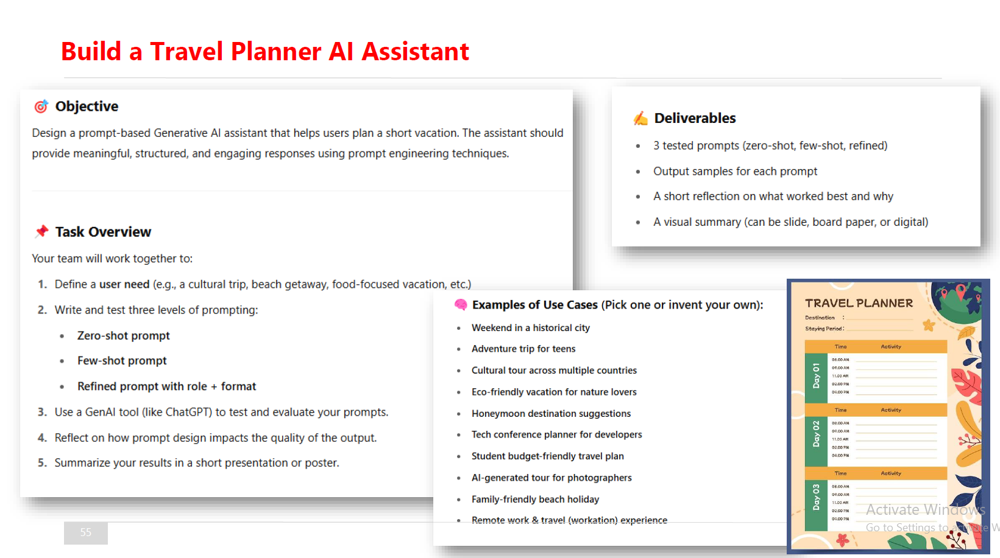 Build a Travel Planner AI Assistant
🎯 Objective
Design a prompt-based Generative AI assistant that helps users plan a short vacation. The assistant should
provide meaningful, structured, and engaging responses using prompt engineering techniques.
📌 Task Overview
Your team will work together to:
1. Define a user need (e.g., a cultural trip, beach getaway, food-focused vacation, etc.)
2. Write and test three levels of prompting:
• Zero-shot prompt
• Few-shot prompt
• Refined prompt with role + format
3. Use a GenAI tool (like ChatGPT) to test and evaluate your prompts.
4. Reflect on how prompt design impacts the quality of the output.
5. Summarize your results in a short presentation or poster.
✍️ Deliverables
• 3 tested prompts (zero-shot, few-shot, refined)
• Output samples for each prompt
• A short reflection on what worked best and why
• A visual summary (can be slide, board paper, or digital)
🧠 Examples of Use Cases (Pick one or invent your own):
• Weekend in a historical city
• Adventure trip for teens
• Cultural tour across multiple countries
• Eco-friendly vacation for nature lovers
• Honeymoon destination suggestions
• Tech conference planner for developers
• Student budget-friendly travel plan
• AI-generated tour for photographers
• Family-friendly beach holiday
• Remote work & travel (workation) experience
TRAVEL PLANNER
Destination :
Staying Period :
Time Activity
Day 01
08.00 AM
09.00 AM
11.00 AM
02.00 PM
04.00 PM
Time Activity
Day 02
08.00 AM
09.00 AM
11.00 AM
02.00 PM
04.00 PM
Time Activity
Day 03
08.00 AM
09.00 AM
11.00 AM
02.00 PM
04.00 PM
Activate Windows
Go to Settings to activate W
55